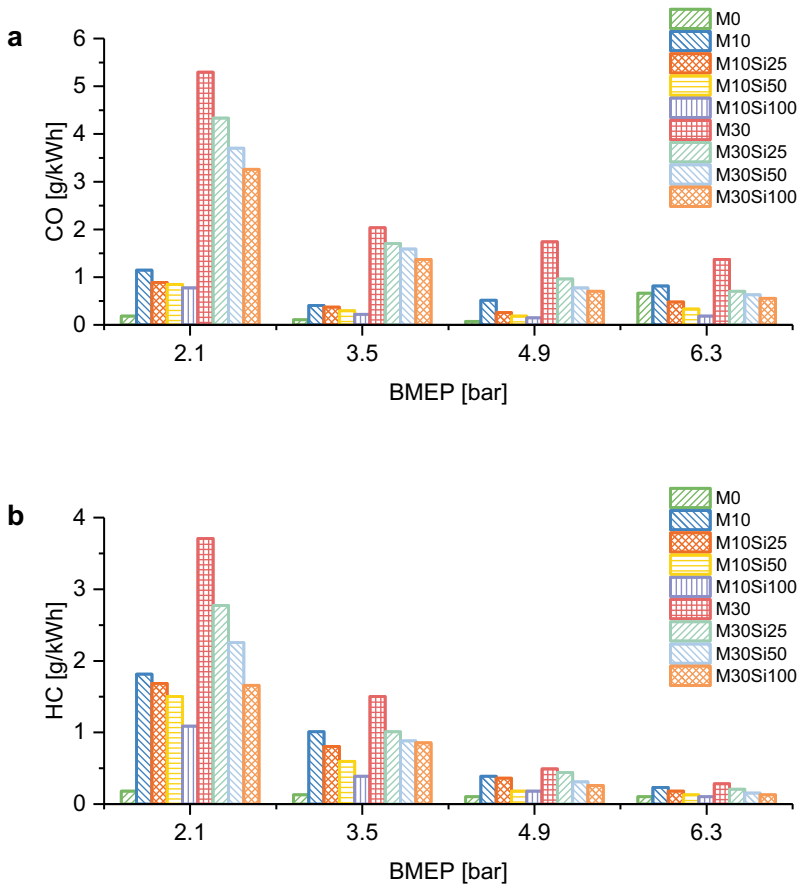 a
M0
M10
M10Si25
M10Si50
M10Si100
M30
M30Si25
M30Si50
M30Si100
CO [g/kWh]
6
5
4
3
2
1
0
2.1 3.5 4.9 6.3
BMEP [bar]
b
M0
M10
M10Si25
M10Si50
M10Si100
M30
M30Si25
M30Si50
M30Si100
HC [g/kWh]
4
3
2
1
0
2.1 3.5 4.9 6.3
BMEP [bar]